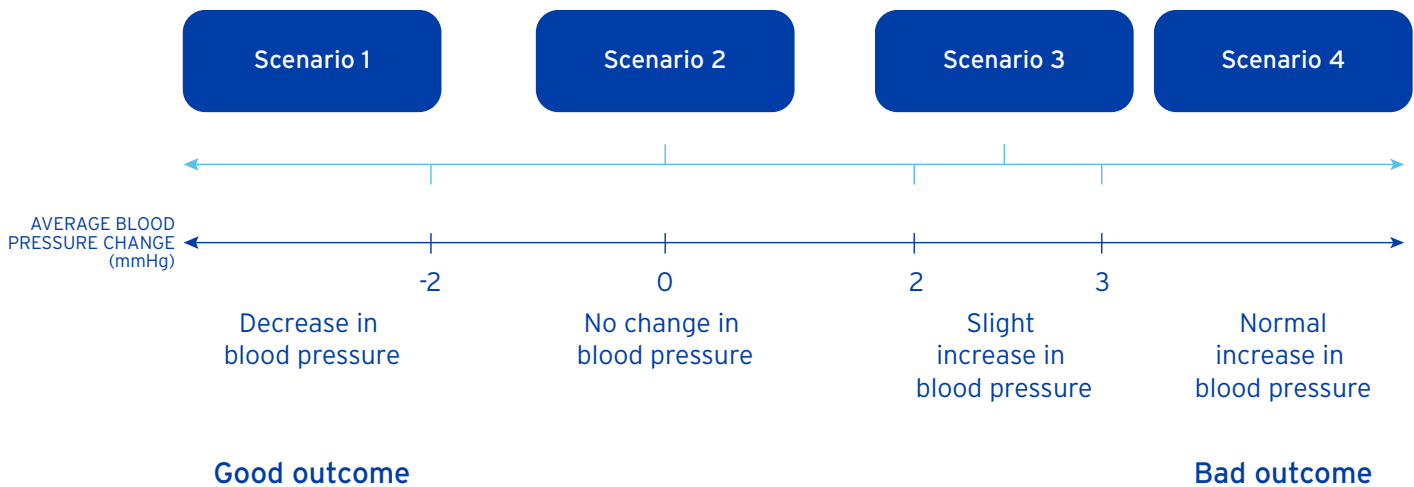 Scenario 1
Scenario 2
Scenario 3
Scenario 4
AVERAGE BLOOD
PRESSURE CHANGE
(mmHg)
-2
0
2
3
Decrease in
blood pressure
No change in
blood pressure
Slight
increase in
blood pressure
Normal
increase in
blood pressure
Good outcome
Bad outcome